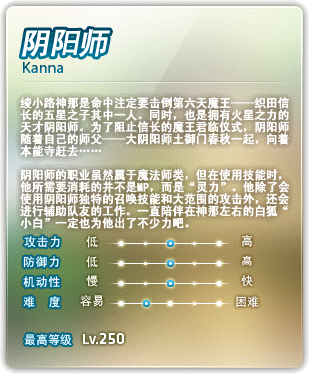 阴阳师
Kanna
绫小路神那是命中注定要击倒第六天魔王——织田信
长的五星之子其中一人。同时，也是拥有火星之力的
天才阴阳师。为了阻止信长的魔王君临仪式，阴阳师
随着自己的师父——大阴阳师土御门春秋一起，向着
本能寺赶去……
阴阳师的职业虽然属于魔法师类，但在使用技能时，
他所需要消耗的并不是MP，而是“灵力”。他除了会
使用阴阳师独特的召唤技能和大范围的攻击外，还会
进行辅助队友的工作。一直陪伴在神那左右的白狐“
小白”一定也为他出了不少力吧。
攻击力 低 高
防御力 低 高
机动性 慢 快
难 度 容易 困难
最高等级 Lv.250